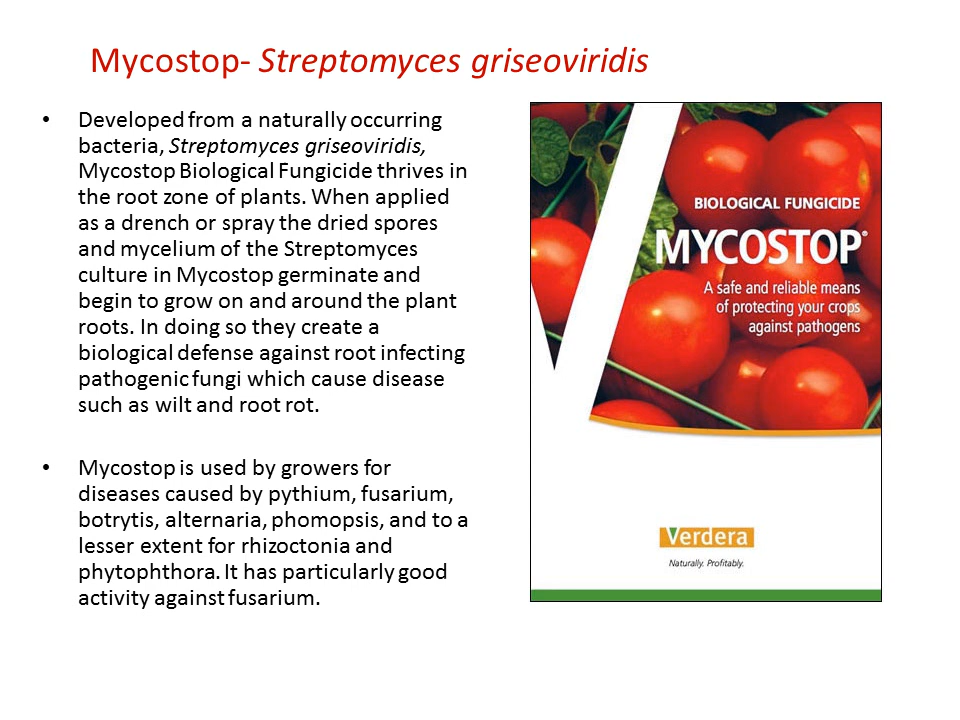 Mycostop- Streptomyces griseoviridis
• Developed from a naturally occurring
bacteria, Streptomyces griseoviridis,
Mycostop Biological Fungicide thrives in
the root zone of plants. When applied
as a drench or spray the dried spores
and mycelium of the Streptomyces
culture in Mycostop germinate and
begin to grow on and around the plant
roots. In doing so they create a
biological defense against root infecting
pathogenic fungi which cause disease
such as wilt and root rot.
• Mycostop is used by growers for
diseases caused by pythium, fusarium,
botrytis, alternaria, phomopsis, and to a
lesser extent for rhizoctonia and
phytophthora. It has particularly good
activity against fusarium.
BIOLOGICAL FUNGICIDE
MYCOSTOP®
A safe and reliable means
of protecting your crops
against pathogens
Verdera
Naturally. Profitably.